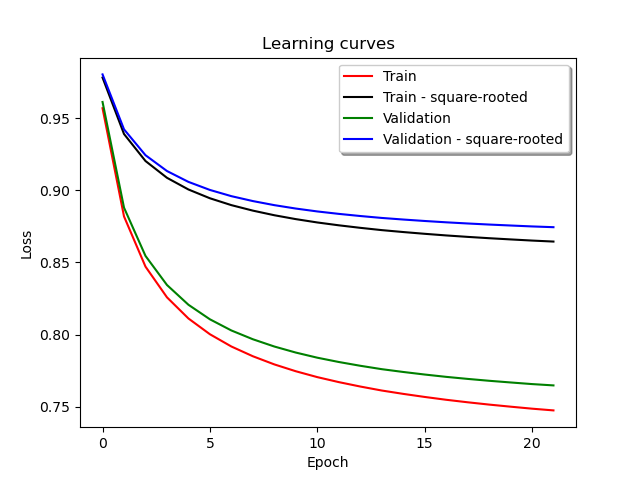 Learning curves
Train
Train - square-rooted
Validation
Validation - square-rooted
0.95
0.90
0.85
0.80
0.75
Loss
0
5
10
15
20
Epoch